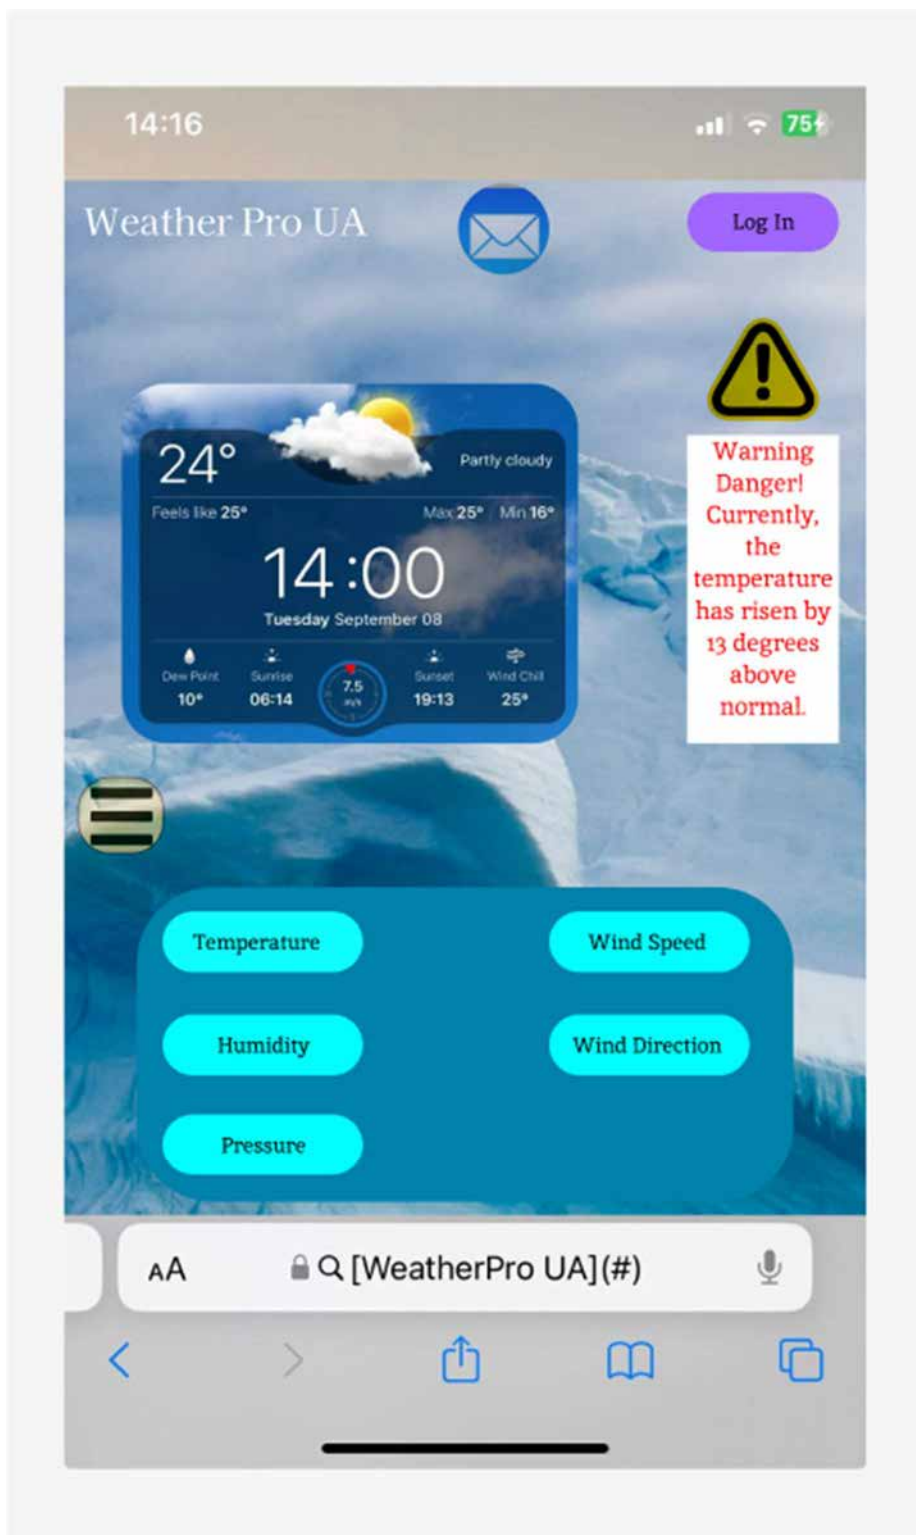 14:16
75
Weather Pro UA
Log In
24°
Partly cloudy
Feels like 25°
Max 25° Min 16°
14:00
Tuesday September 08
Dew Point
10°
Sunrise
06:14
7.5
m/s
Sunset
19:13
Wind Chill
25°
Warning
Danger!
Currently,
the
temperature
has risen by
13 degrees
above
normal.
Temperature
Wind Speed
Humidity
Wind Direction
Pressure
AA
[WeatherPro UA](#)